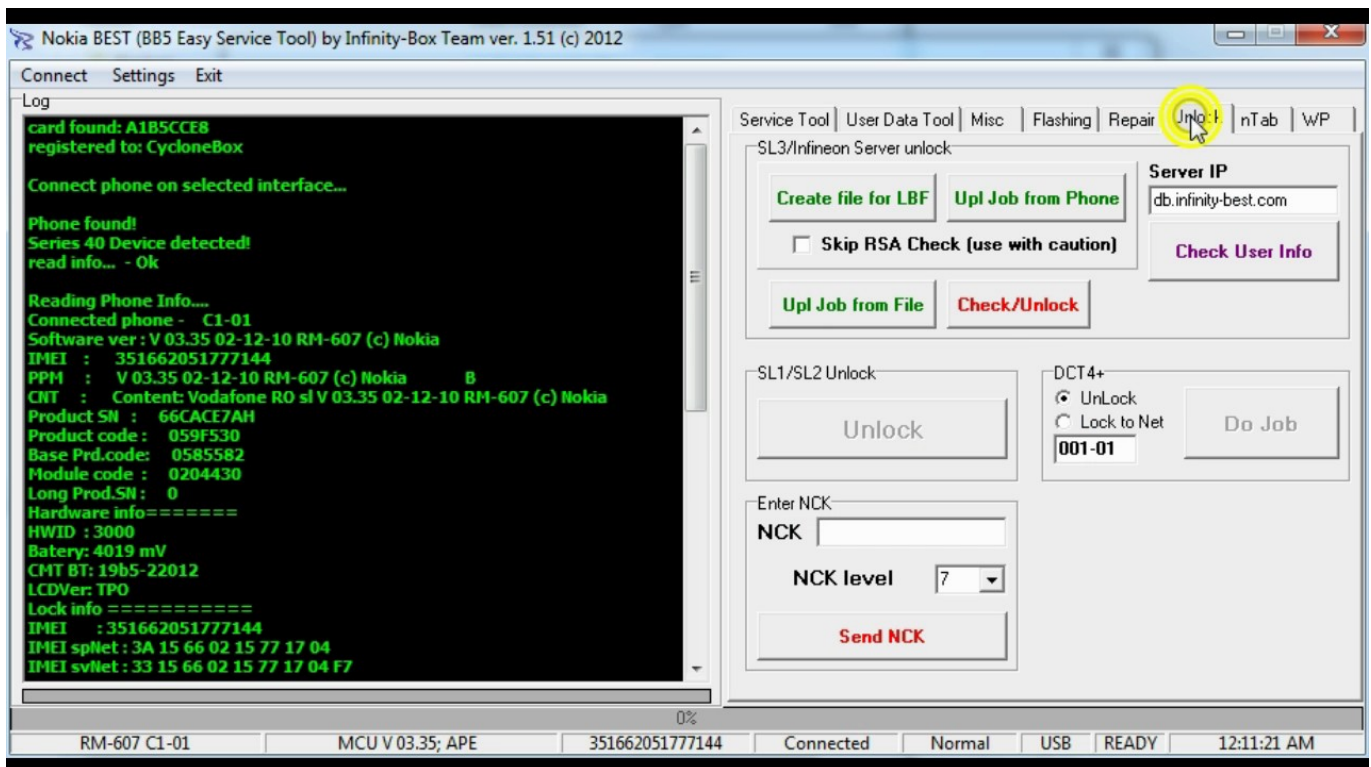 Nokia BEST (BB5 Easy Service Tool) by Infinity-Box Team ver. 1.51 (c) 2012
Connect Settings Exit
Log
card found: A1B5CCE8
registered to: CycloneBox
Connect phone on selected interface...
Phone found!
Series 40 Device detected!
read info... - Ok
Reading Phone Info....
Connected phone - C1-01
Software ver : V 03.35 02-12-10 RM-607 (c) Nokia
IMEI : 351662051777144
PPM : V 03.35 02-12-10 RM-607 (c) Nokia B
CNT : Content: Vodafone RO sl V 03.35 02-12-10 RM-607 (c) Nokia
Product SN : 66CACE7AH
Product code : 059F530
Base Prd.code: 0585582
Module code : 0204430
Long Prod.SN : 0
Hardware info=======
HWID : 3000
Batery: 4019 mV
CMT BT: 19b5-22012
LCDVer: TPO
Lock info ===========
IMEI : 351662051777144
IMEI spNet : 3A 15 66 02 15 77 17 04
IMEI svNet : 33 15 66 02 15 77 17 04 F7
Service Tool User Data Tool Misc Flashing Repair Unlock nTab WP
SL3/Infineon Server unlock
Create file for LBF Upl Job from Phone
Skip RSA Check (use with caution)
Server IP
db.infinity-best.com
Check User Info
Upl Job from File Check/Unlock
SL1/SL2 Unlock
Unlock
DCT4+
UnLock
Lock to Net
001-01
Do Job
Enter NCK
NCK
NCK level 7
Send NCK
0%
RM-607 C1-01 MCU V 03.35; APE 351662051777144 Connected Normal USB READY 12:11:21 AM